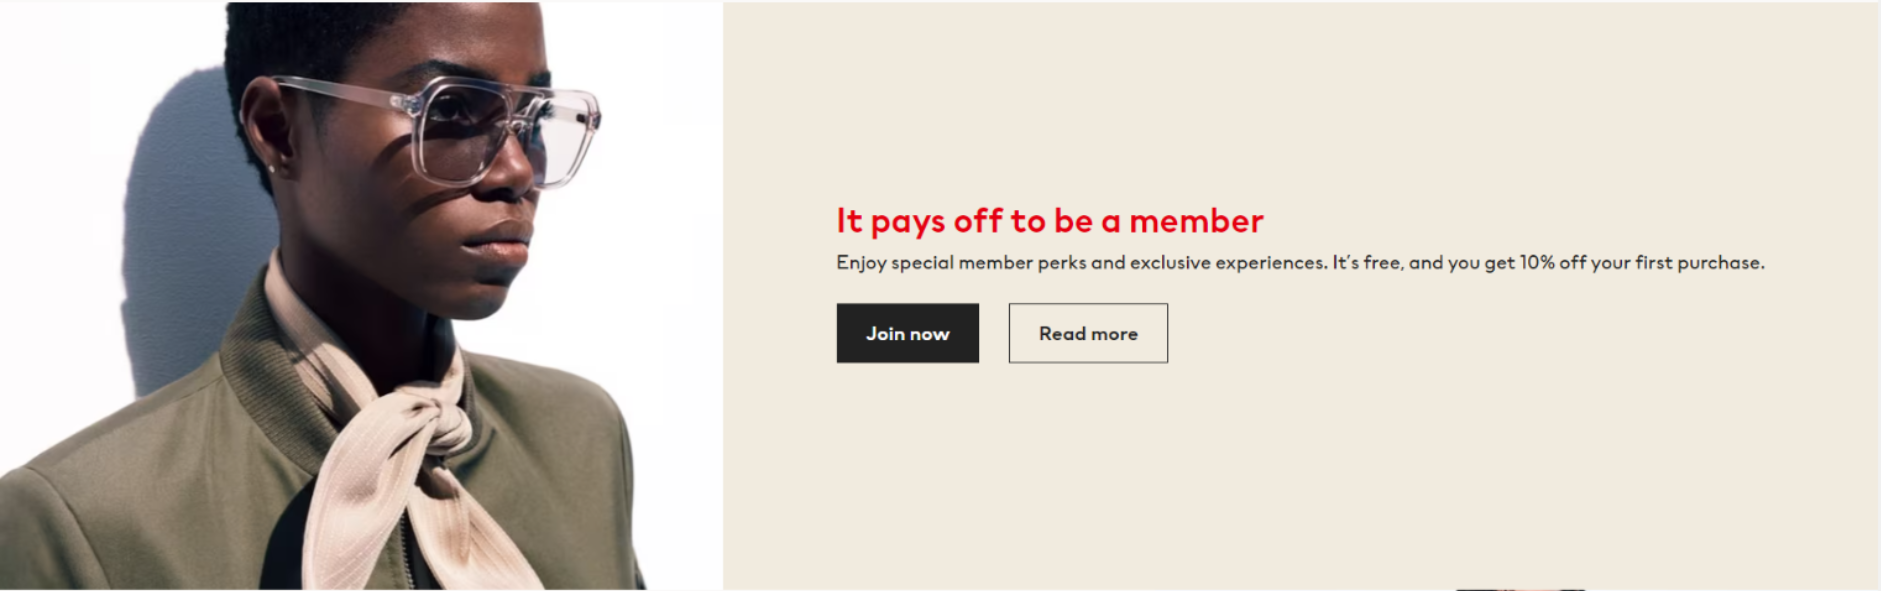 It pays off to be a member
Enjoy special member perks and exclusive experiences. It's free, and you get 10% off your first purchase.
Join now
Read more